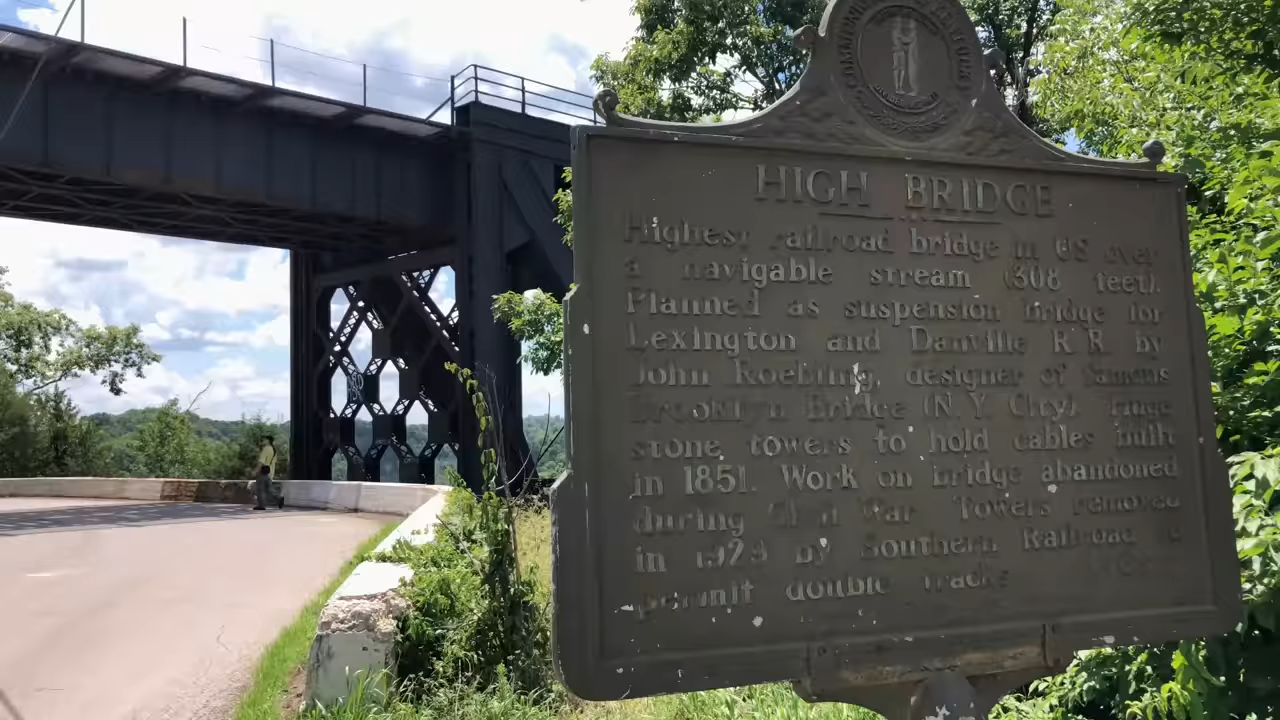 HIGH BRIDGE
Highest railroad bridge in US over
a navigable stream (308 feet).
Planned as suspension bridge for
Lexington and Danville R.R. by
John Roebling, designer of famous
Brooklyn Bridge (N.Y. City). Huge
stone towers to hold cables built
in 1851. Work on bridge abandoned
during Civil War. Towers removed
in 1929 by Southern Railroad to
permit double tracks